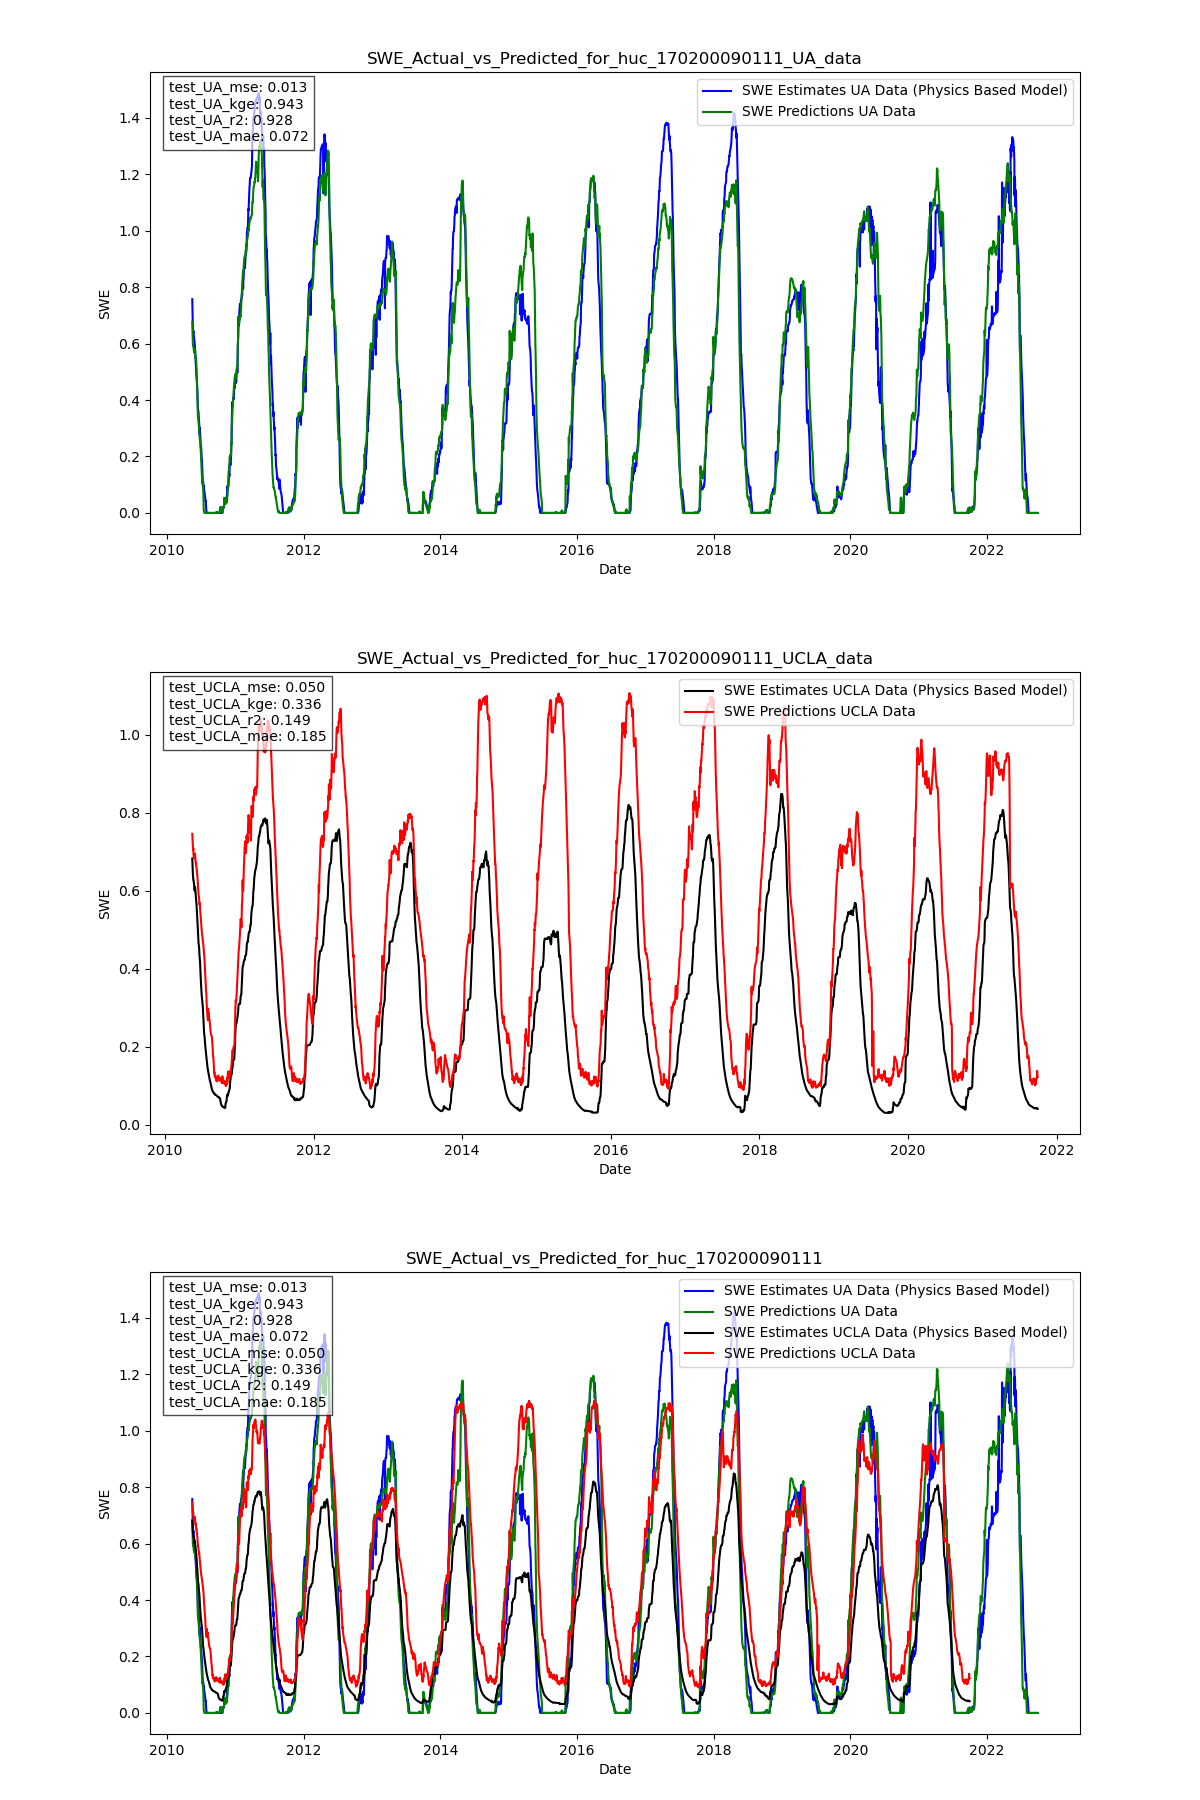 SWE_Actual_vs_Predicted_for_huc_170200090111_UA_data
test_UA_mse: 0.013
test_UA_kge: 0.943
test_UA_r2: 0.928
test_UA_mae: 0.072
SWE Estimates UA Data (Physics Based Model)
SWE Predictions UA Data
1.4
1.2
1.0
0.8
0.6
0.4
0.2
0.0
SWE
2010 2012 2014 2016 2018 2020 2022
Date
SWE_Actual_vs_Predicted_for_huc_170200090111_UCLA_data
test_UCLA_mse: 0.050
test_UCLA_kge: 0.336
test_UCLA_r2: 0.149
test_UCLA_mae: 0.185
SWE Estimates UCLA Data (Physics Based Model)
SWE Predictions UCLA Data
1.0
0.8
0.6
0.4
0.2
0.0
SWE
2010 2012 2014 2016 2018 2020 2022
Date
SWE_Actual_vs_Predicted_for_huc_170200090111
test_UA_mse: 0.013
test_UA_kge: 0.943
test_UA_r2: 0.928
test_UA_mae: 0.072
test_UCLA_mse: 0.050
test_UCLA_kge: 0.336
test_UCLA_r2: 0.149
test_UCLA_mae: 0.185
SWE Estimates UA Data (Physics Based Model)
SWE Predictions UA Data
SWE Estimates UCLA Data (Physics Based Model)
SWE Predictions UCLA Data
1.4
1.2
1.0
0.8
0.6
0.4
0.2
0.0
SWE
2010 2012 2014 2016 2018 2020 2022
Date